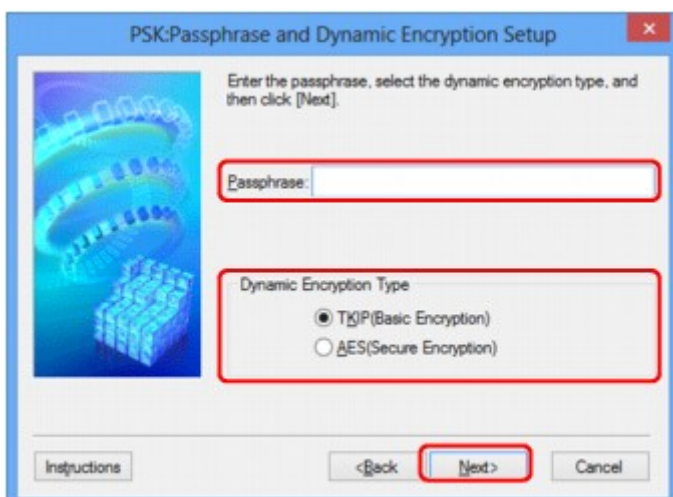 PSK:Passphrase and Dynamic Encryption Setup
Enter the passphrase, select the dynamic encryption type, and
then click [Next].
Passphrase:
Dynamic Encryption Type
TKIP(Basic Encryption)
AES(Secure Encryption)
Instructions
<Back
Next>
Cancel